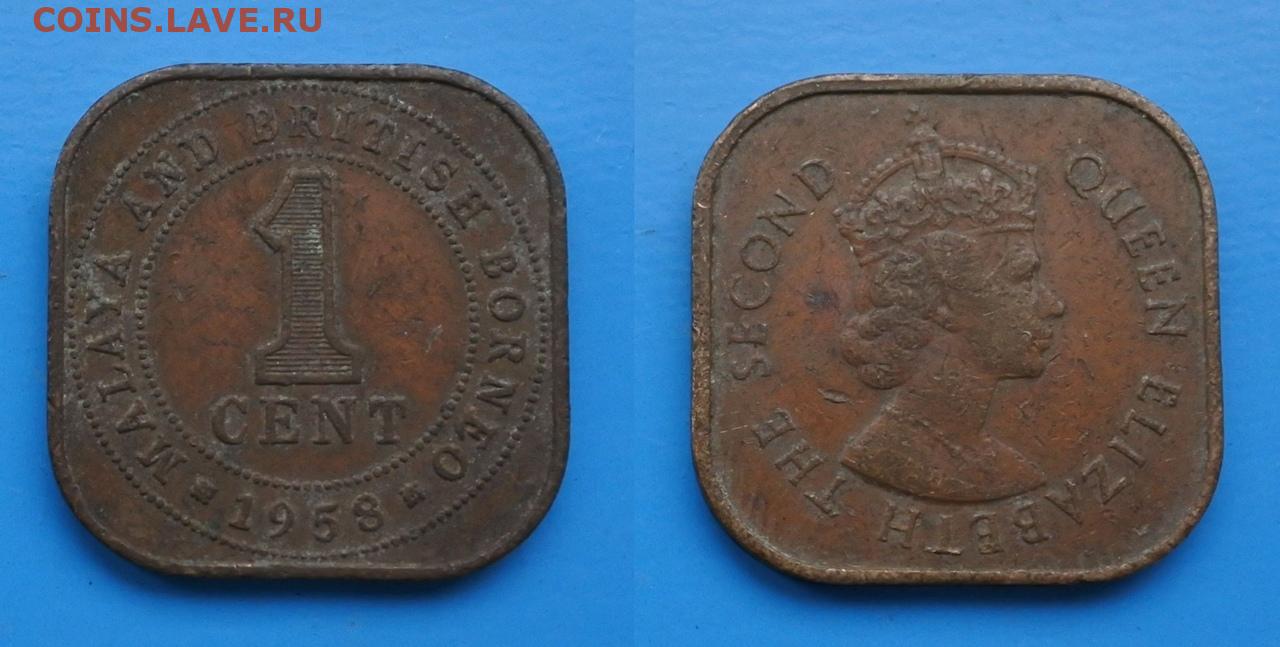 COINS.LAVE.RU
MALAYA AND BRITISH BORNEO
1
CENT
1958
QUEEN ELIZABETH THE SECOND